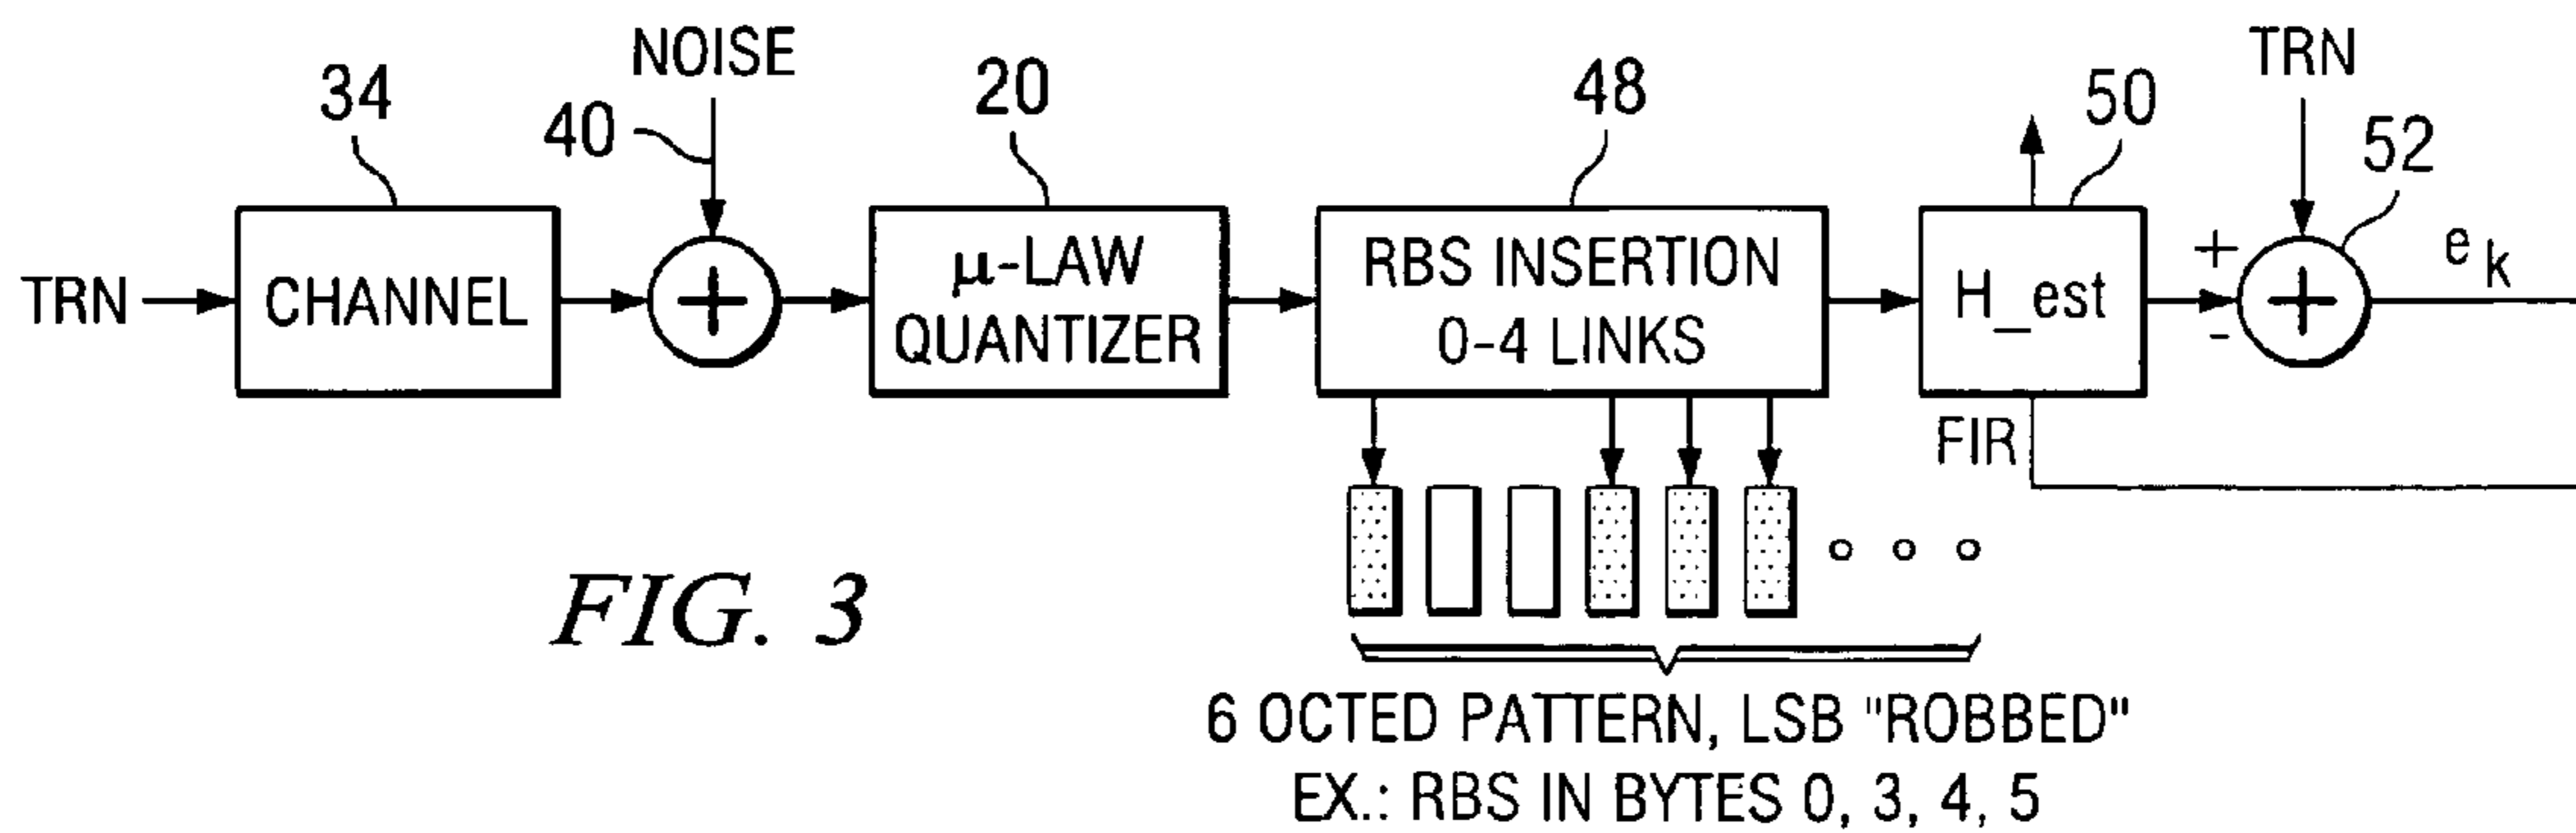 NOISE
TRN
34
40
20
48
50
52
TRN
CHANNEL
+
μ-LAW
QUANTIZER
RBS INSERTION
0-4 LINKS
H_est
+
-
+
e k
FIR
FIG. 3
6 OCTED PATTERN, LSB "ROBBED"
EX.: RBS IN BYTES 0, 3, 4, 5